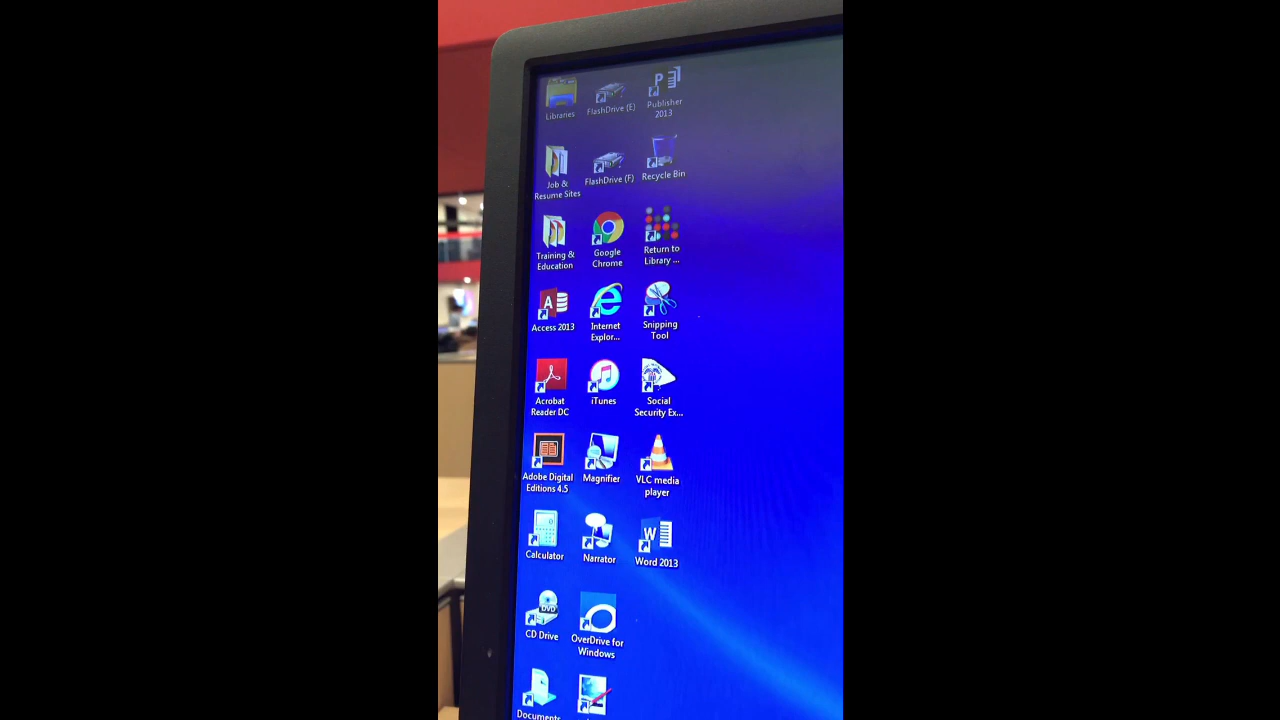 Libraries
FlashDrive (E)
P
Publisher
2013
Job &
Resume Sites
FlashDrive (F)
Recycle Bin
Training &
Education
Google
Chrome
Return to
Library ...
A
Access 2013
Internet
Explor...
Snipping
Tool
Acrobat
Reader DC
iTunes
Social
Security Ex...
Adobe Digital
Editions 4.5
Magnifier
VLC media
player
Calculator
Narrator
W
Word 2013
DVD
CD Drive
OverDrive for
Windows
Documents